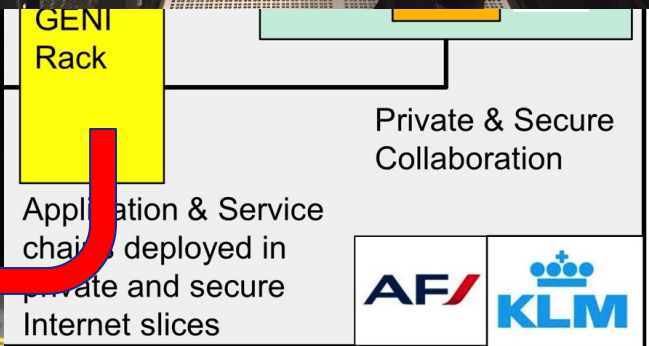 GENI
Rack
Private & Secure
Collaboration
Application & Service
chains deployed in
private and secure
Internet slices
AF
KLM